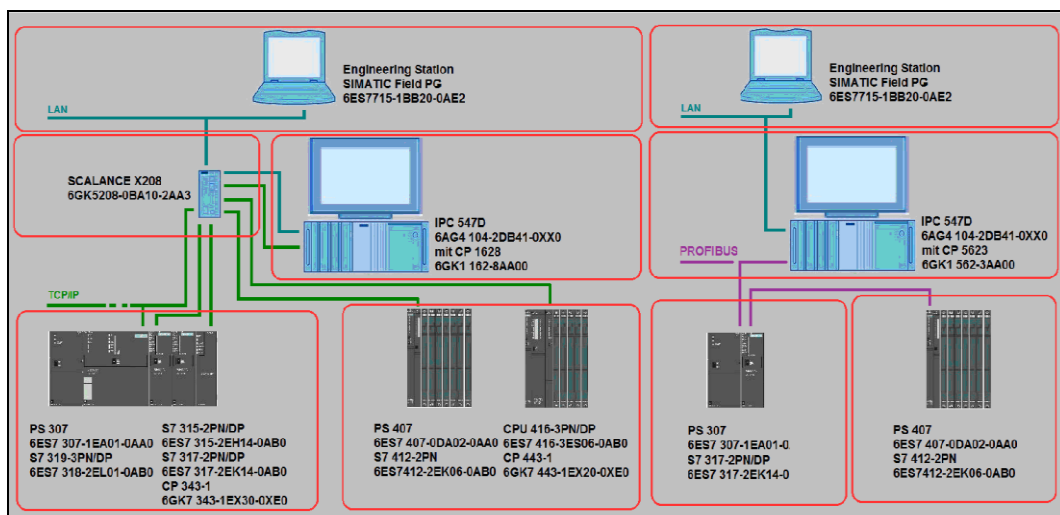 Engineering Station
SIMATIC Field PG
6ES7715-1BB20-0AE2
LAN
SCALANCE X208
6GK5208-0BA10-2AA3
IPC 547D
6AG4 104-2DB41-0XX0
mit CP 1628
6GK1 162-8AA00
TCP/IP
PS 307
6ES7 307-1EA01-0AA0
S7 319-3PN/DP
6ES7 318-2EL01-0AB0
S7 315-2PN/DP
6ES7 315-2EH14-0AB0
S7 317-2PN/DP
6ES7 317-2EK14-0AB0
CP 343-1
6GK7 343-1EX30-0XE0
PS 407
6ES7 407-0DA02-0AA0
S7 412-2PN
6ES7412-2EK06-0AB0
CPU 416-3PN/DP
6ES7 416-3ES06-0AB0
CP 443-1
6GK7 443-1EX20-0XE0
Engineering Station
SIMATIC Field PG
6ES7715-1BB20-0AE2
LAN
IPC 547D
6AG4 104-2DB41-0XX0
mit CP 5623
6GK1 562-3AA00
PROFIBUS
PS 307
6ES7 307-1EA01-0
S7 317-2PN/DP
6ES7 317-2EK14-0
PS 407
6ES7 407-0DA02-0AA0
S7 412-2PN
6ES7412-2EK06-0AB0